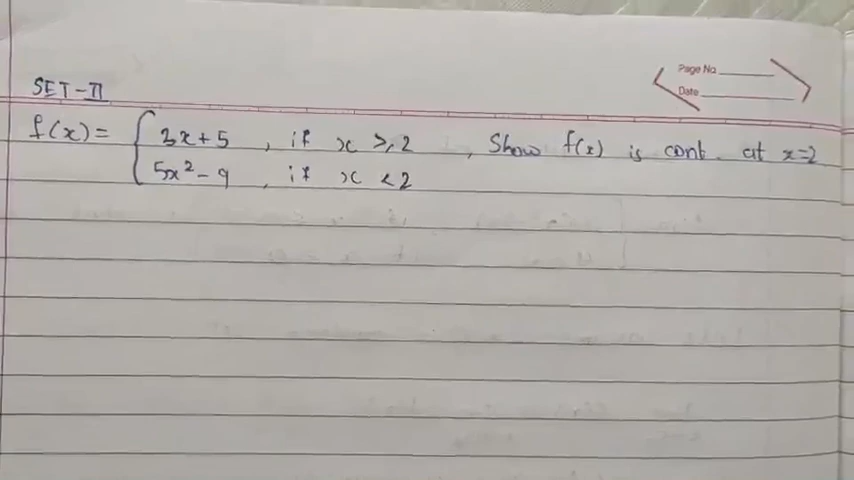 Page No
Date
SET-II
f(x) = { 3x+5 , if x ≥ 2 , Show f(x) is cont. at x=2
5x² - 9 , if x < 2